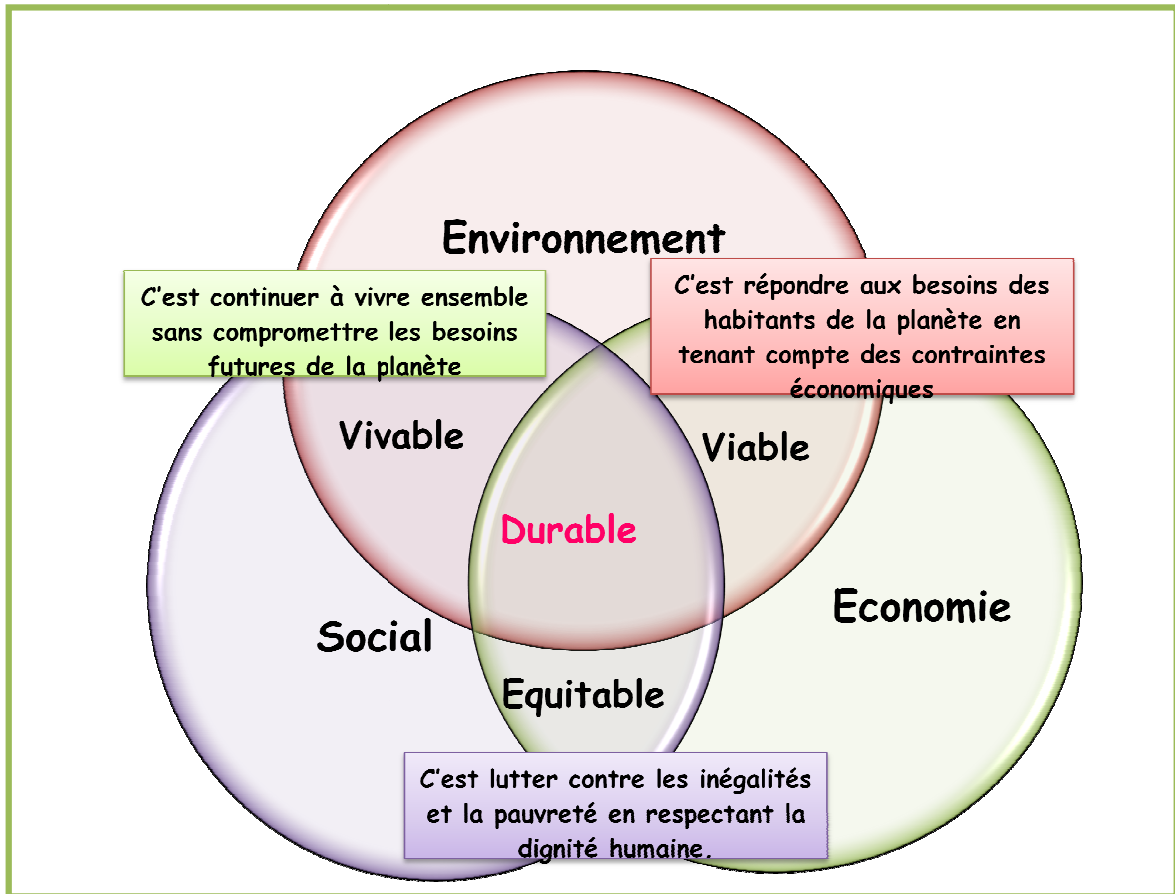 Environnement
C'est continuer à vivre ensemble
sans compromettre les besoins
futures de la planète
C'est répondre aux besoins des
habitants de la planète en
tenant compte des contraintes
économiques
Vivable
Viable
Durable
Economie
Social
Equitable
C'est lutter contre les inégalités
et la pauvreté en respectant la
dignité humaine.